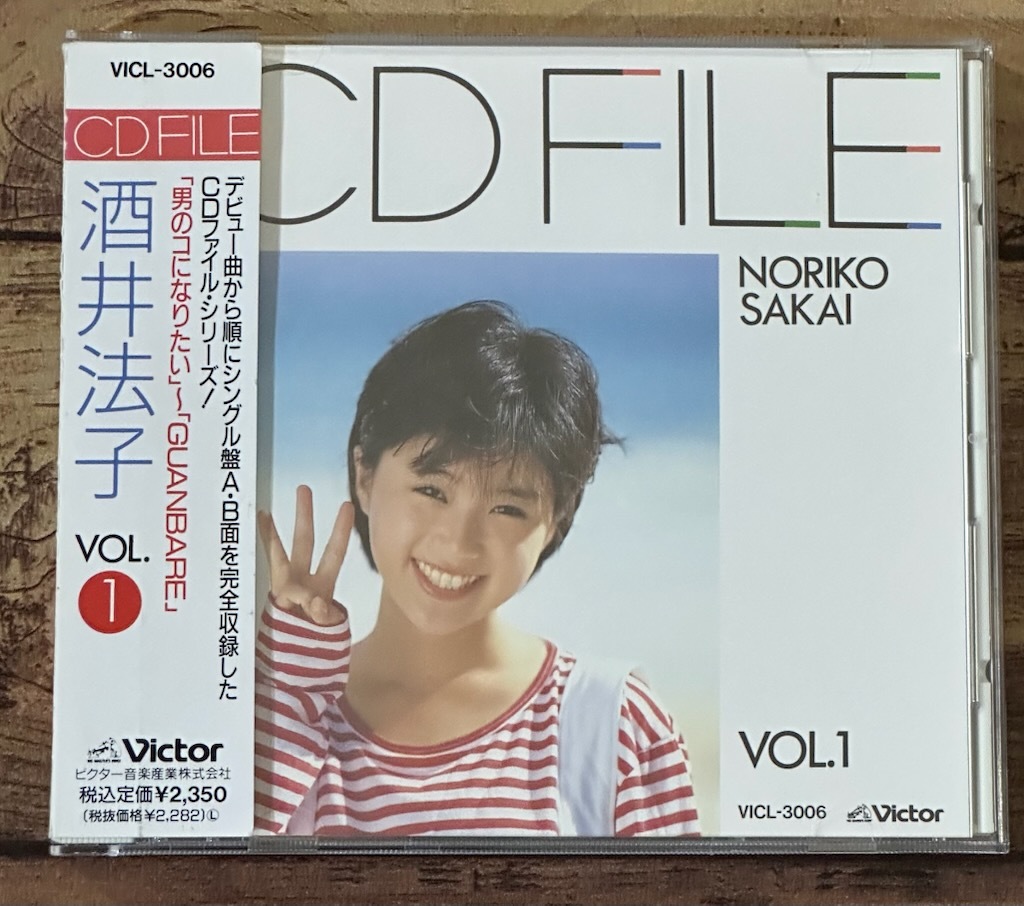 VICL-3006
CD FILE
酒井法子
VOL.
1
デビュー曲から順にシングル盤A・B面を完全収録した
CDファイル・シリーズ!
「男のコになりたい」〜「GUANBARE」
Victor
ビクター音楽産業株式会社
税込定価¥2,350
(税抜価格¥2,282)Ⓛ
CD FILE
NORIKO
SAKAI
VOL.1
VICL-3006
Victor